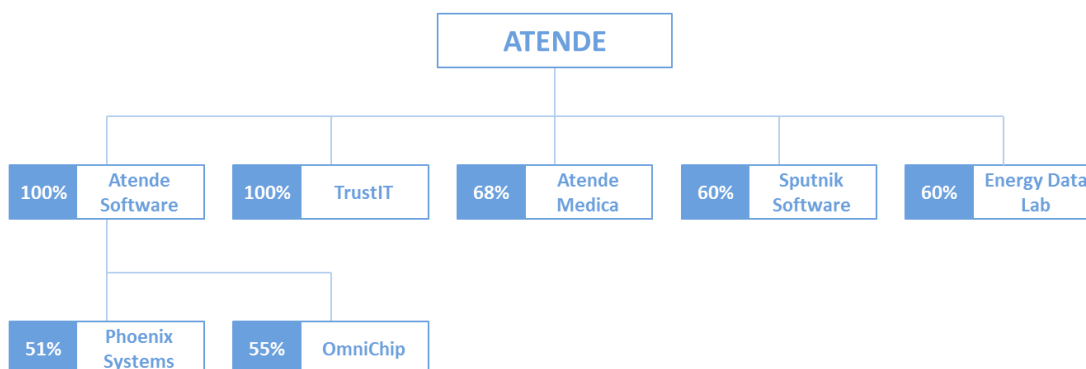 ATENDE
100%
Atende
Software
100%
TrustIT
68%
Atende
Medica
60%
Sputnik
Software
60%
Energy Data
Lab
51%
Phoenix
Systems
55%
OmniChip